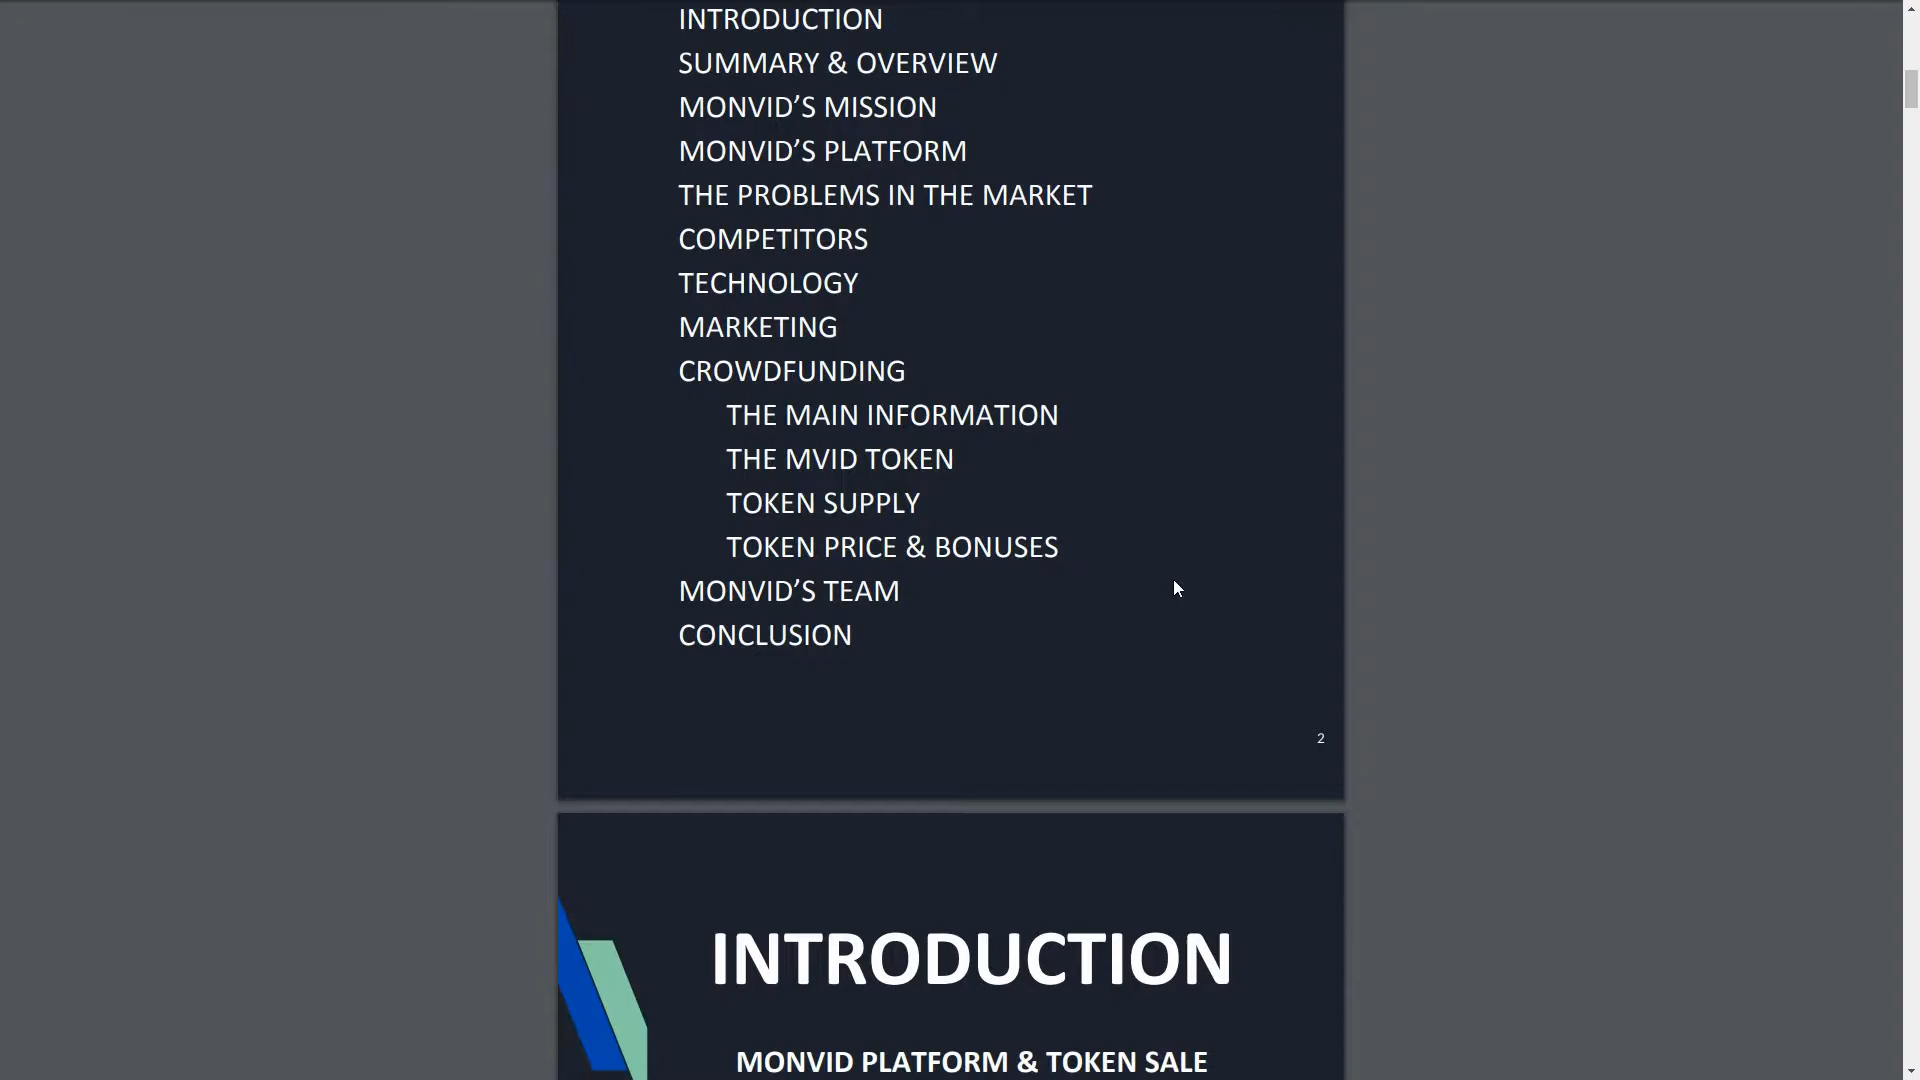 INTRODUCTION
SUMMARY & OVERVIEW
MONVID’S MISSION
MONVID’S PLATFORM
THE PROBLEMS IN THE MARKET
COMPETITORS
TECHNOLOGY
MARKETING
CROWDFUNDING
THE MAIN INFORMATION
THE MVID TOKEN
TOKEN SUPPLY
TOKEN PRICE & BONUSES
MONVID’S TEAM
CONCLUSION
2
INTRODUCTION
MONVID PLATFORM & TOKEN SALE